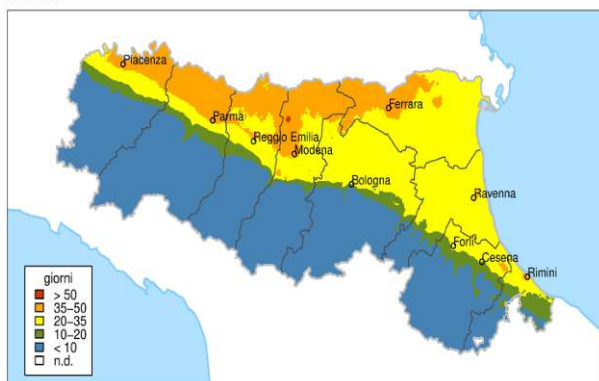 Piacenza
Parma
Reggio Emilia
Modena
Ferrara
Bologna
Ravenna
Forlì
Cesena
Rimini
giorni
> 50
35-50
20-35
10-20
< 10
n.d.